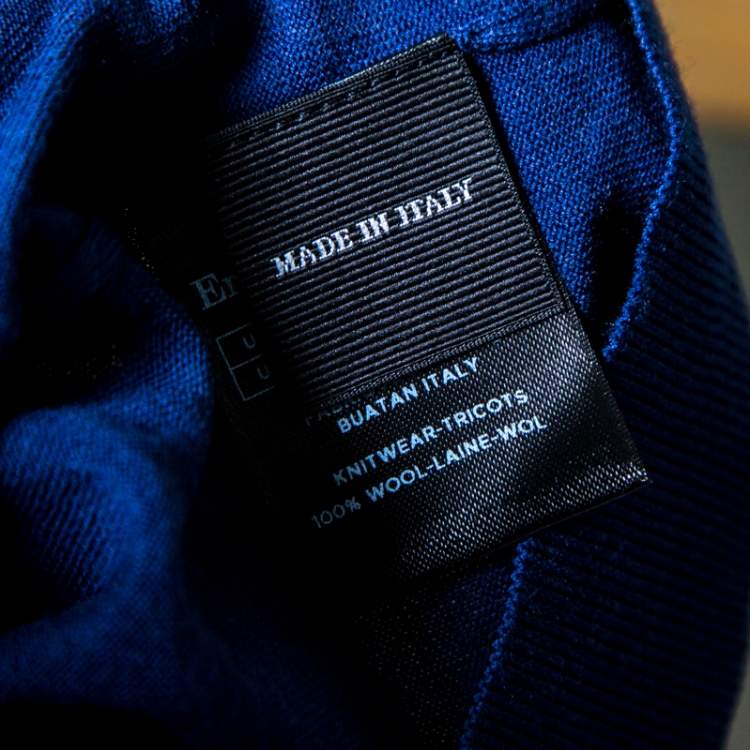 MADE IN ITALY
BUATAN ITALY
KNITWEAR-TRICOTS
100% WOOL-LAINE-WOL